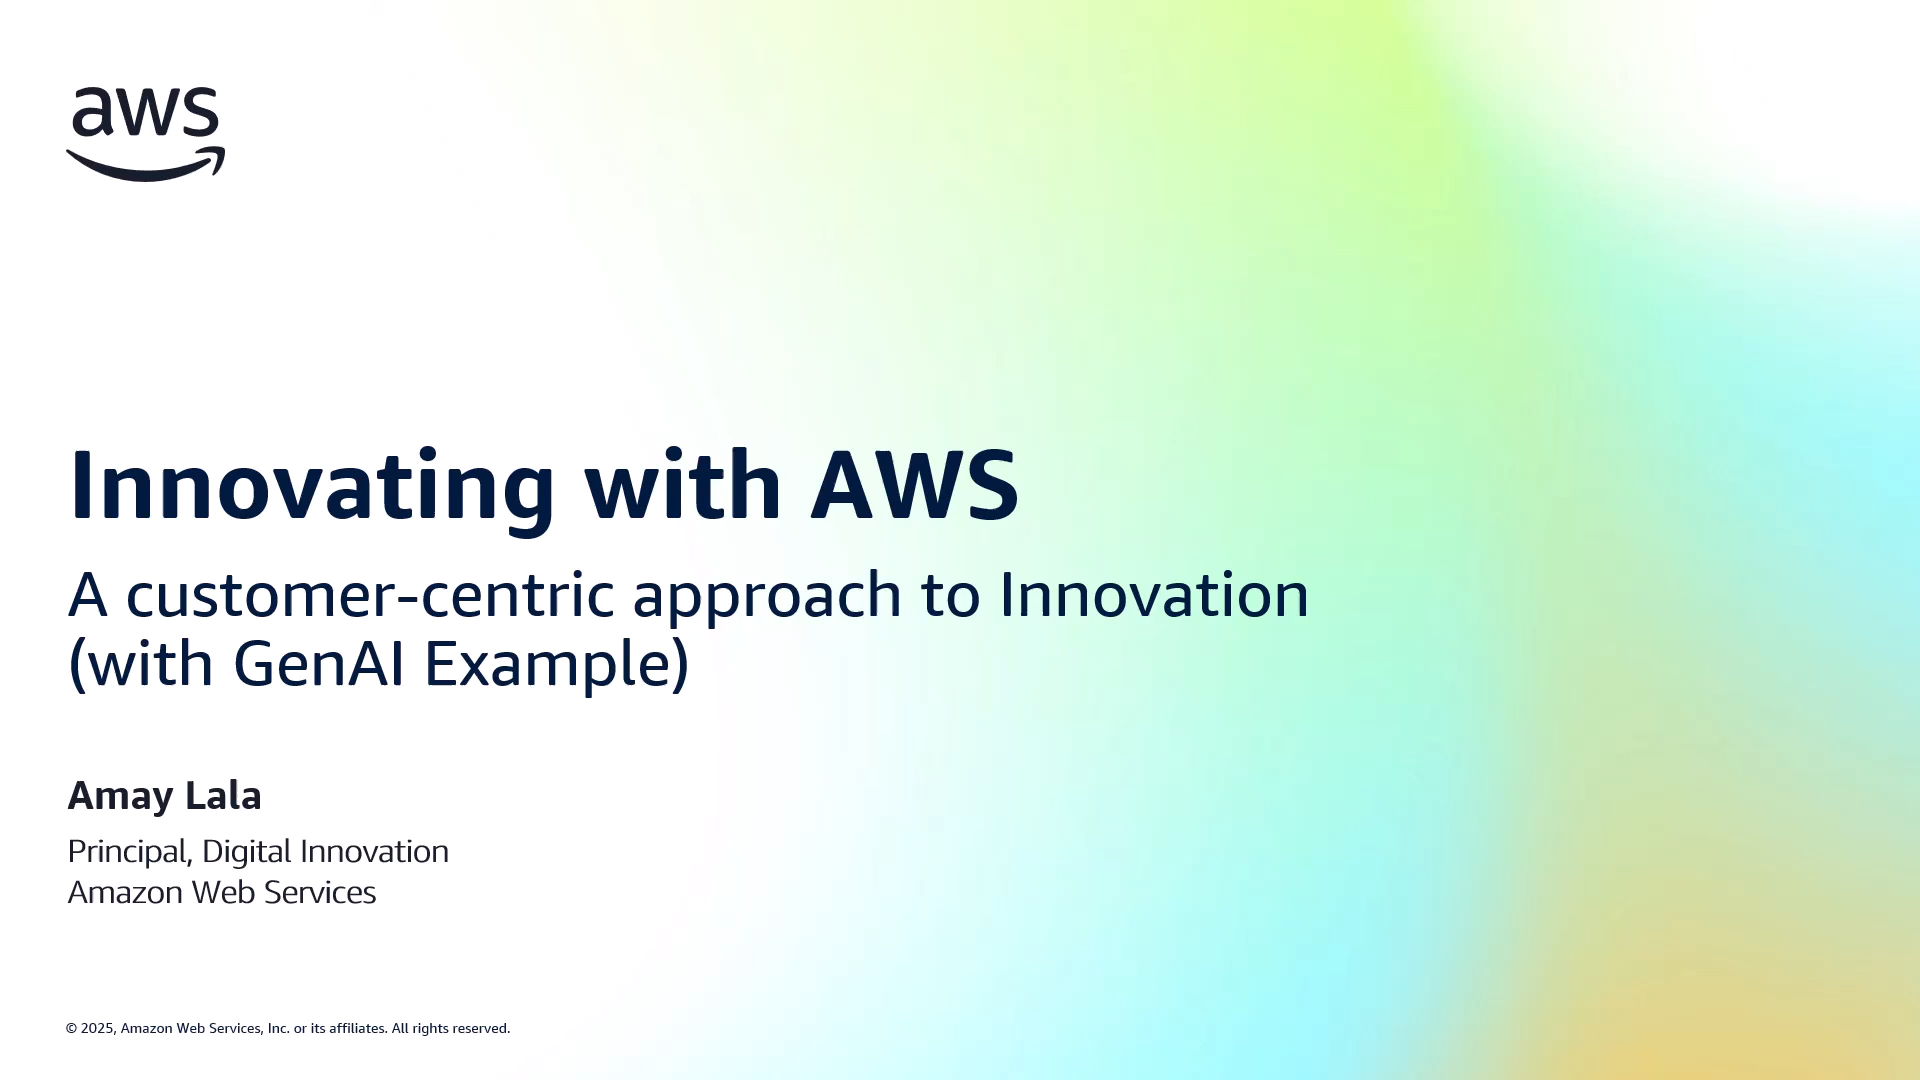 aws
Innovating with AWS
A customer-centric approach to Innovation
(with GenAI Example)
Amay Lala
Principal, Digital Innovation
Amazon Web Services
© 2025, Amazon Web Services, Inc. or its affiliates. All rights reserved.